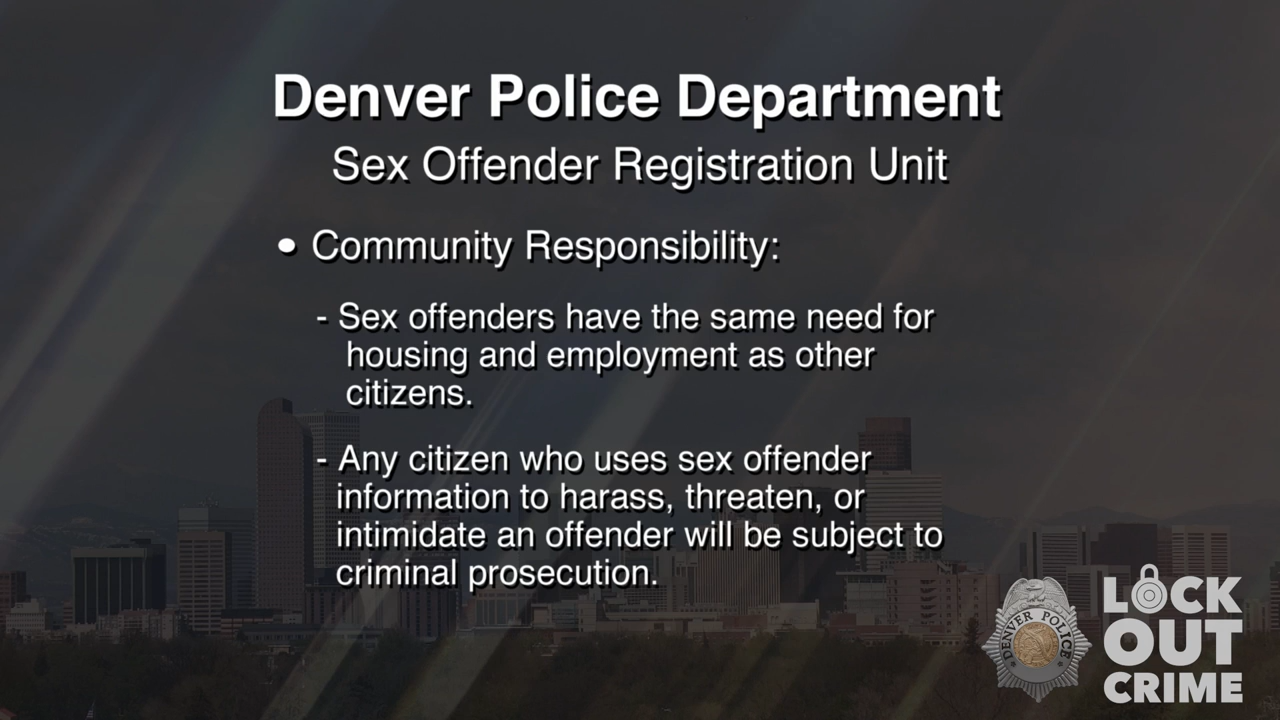 Denver Police Department
Sex Offender Registration Unit
• Community Responsibility:
- Sex offenders have the same need for
housing and employment as other
citizens.
- Any citizen who uses sex offender
information to harass, threaten, or
intimidate an offender will be subject to
criminal prosecution.
DENVER POLICE
LOCK
OUT
CRIME